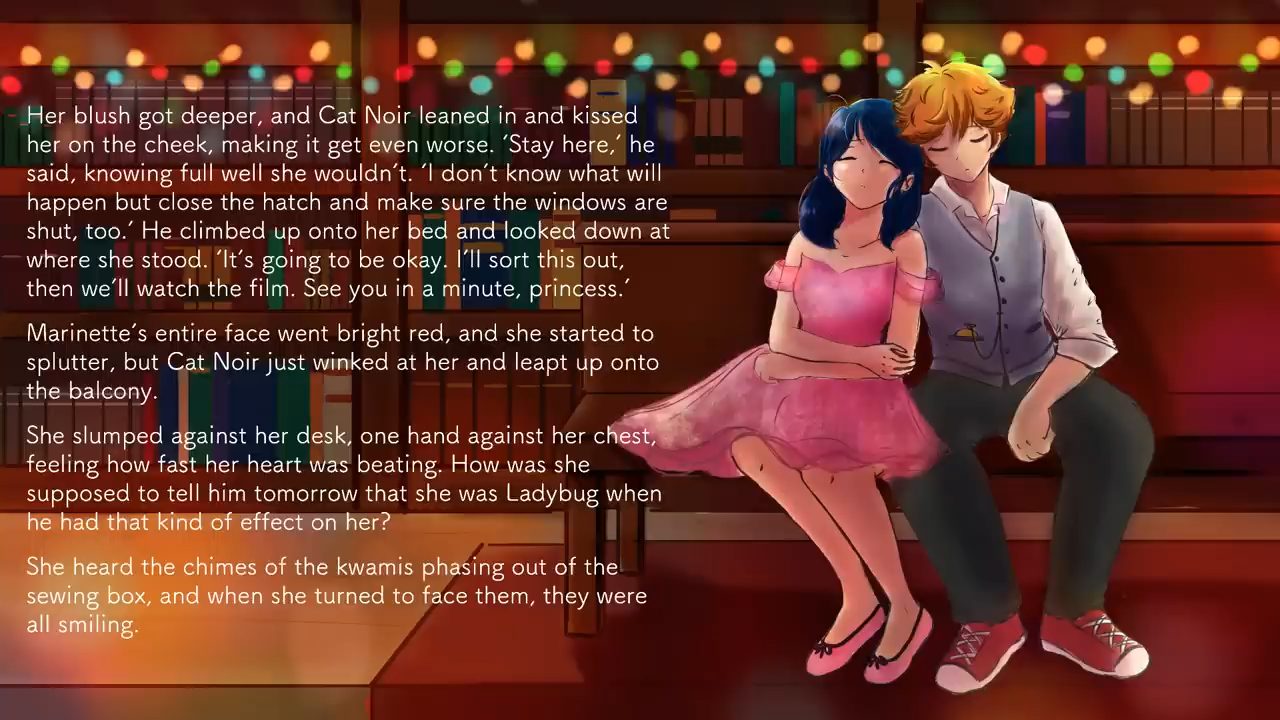 Her blush got deeper, and Cat Noir leaned in and kissed
her on the cheek, making it get even worse. ‘Stay here,’ he
said, knowing full well she wouldn’t. ‘I don’t know what will
happen but close the hatch and make sure the windows are
shut, too.’ He climbed up onto her bed and looked down at
where she stood. ‘It’s going to be okay. I’ll sort this out,
then we’ll watch the film. See you in a minute, princess.’
Marinette’s entire face went bright red, and she started to
splutter, but Cat Noir just winked at her and leapt up onto
the balcony.
She slumped against her desk, one hand against her chest,
feeling how fast her heart was beating. How was she
supposed to tell him tomorrow that she was Ladybug when
he had that kind of effect on her?
She heard the chimes of the kwamis phasing out of the
sewing box, and when she turned to face them, they were
all smiling.